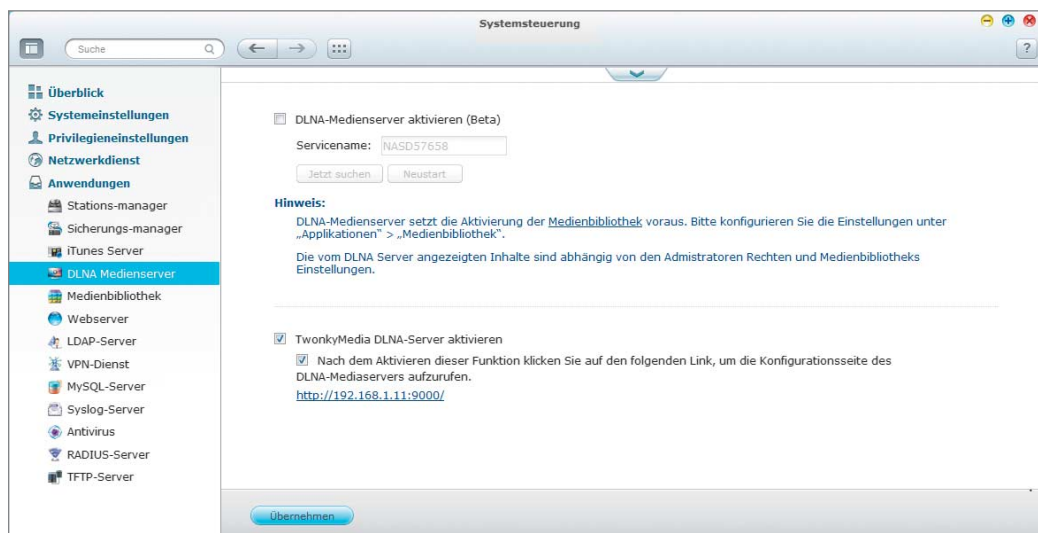 Systemsteuerung
Suche
?
Überblick
Systemeinstellungen
Privilegieneinstellungen
Netzwerkdienst
Anwendungen
Stations-manager
Sicherungs-manager
iTunes Server
DLNA Medienserver
Medienbibliothek
Webserver
LDAP-Server
VPN-Dienst
MySQL-Server
Syslog-Server
Antivirus
RADIUS-Server
TFTP-Server
DLNA-Medienserver aktivieren (Beta)
Servicename: NASD57658
Jetzt suchen Neustart
Hinweis:
DLNA-Medienserver setzt die Aktivierung der Medienbibliothek voraus. Bitte konfigurieren Sie die Einstellungen unter
„Applikationen" > „Medienbibliothek".
Die vom DLNA Server angezeigten Inhalte sind abhängig von den Admistratoren Rechten und Medienbibliotheks
Einstellungen.
TwonkyMedia DLNA-Server aktivieren
Nach dem Aktivieren dieser Funktion klicken Sie auf den folgenden Link, um die Konfigurationsseite des
DLNA-Mediaservers aufzurufen.
http://192.168.1.11:9000/
Übernehmen